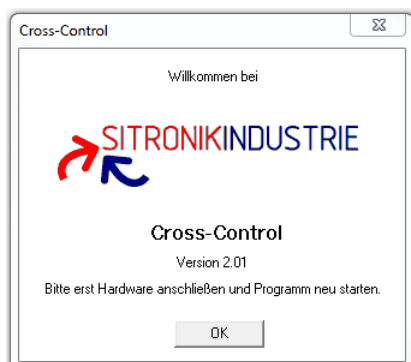 Cross-Control
Willkommen bei
SITRONIKINDUSTRIE
Cross-Control
Version 2.01
Bitte erst Hardware anschließen und Programm neu starten.
OK